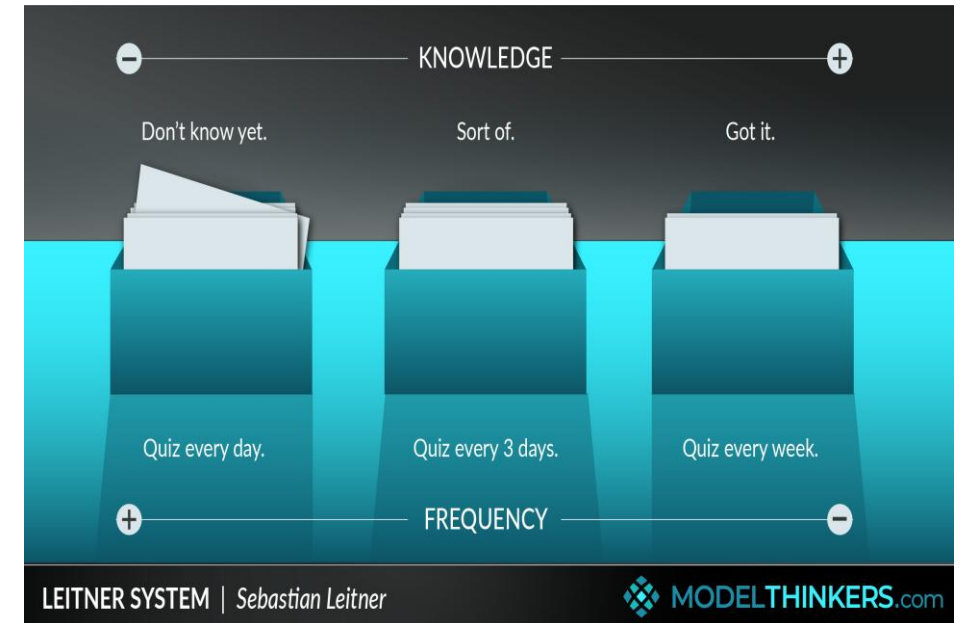 − KNOWLEDGE +
Don't know yet. Sort of. Got it.
Quiz every day. Quiz every 3 days. Quiz every week.
+ FREQUENCY −
LEITNER SYSTEM | Sebastian Leitner MODELTHINKERS.com